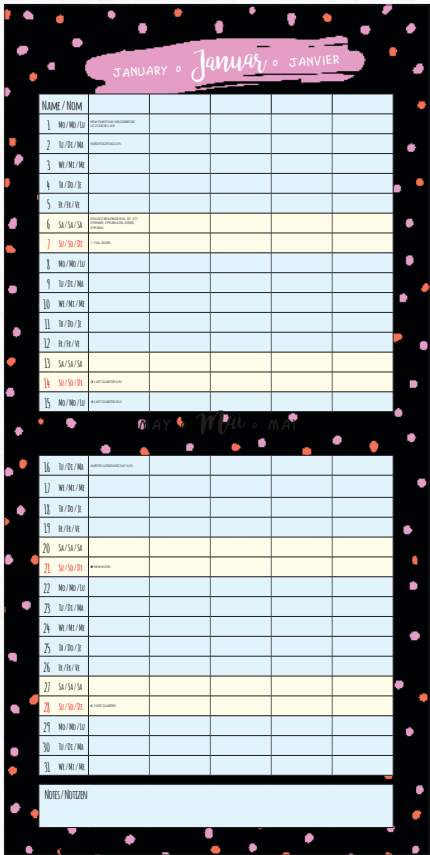 JANUARY o Januar o JANVIER
NAME / NOM
1 MO / MO / LU
2 TU / DI / MA
3 WE / MI / ME
4 TH / DO / JE
5 FR / FR / VE
6 SA / SA / SA
7 SU / SO / DI FULL MOON
8 MO / MO / LU
9 TU / DI / MA
10 WE / MI / ME
11 TH / DO / JE
12 FR / FR / VE
13 SA / SA / SA
14 SU / SO / DI LAST QUARTER
15 MO / MO / LU LAST QUARTER
MAY o Mai o MAI
16 TU / DI / MA
17 WE / MI / ME
18 TH / DO / JE
19 FR / FR / VE
20 SA / SA / SA
21 SU / SO / DI NEW MOON
22 MO / MO / LU
23 TU / DI / MA
24 WE / MI / ME
25 TH / DO / JE
26 FR / FR / VE
27 SA / SA / SA
28 SU / SO / DI FIRST QUARTER
29 MO / MO / LU
30 TU / DI / MA
31 WE / MI / ME
NOTES / NOTIZEN